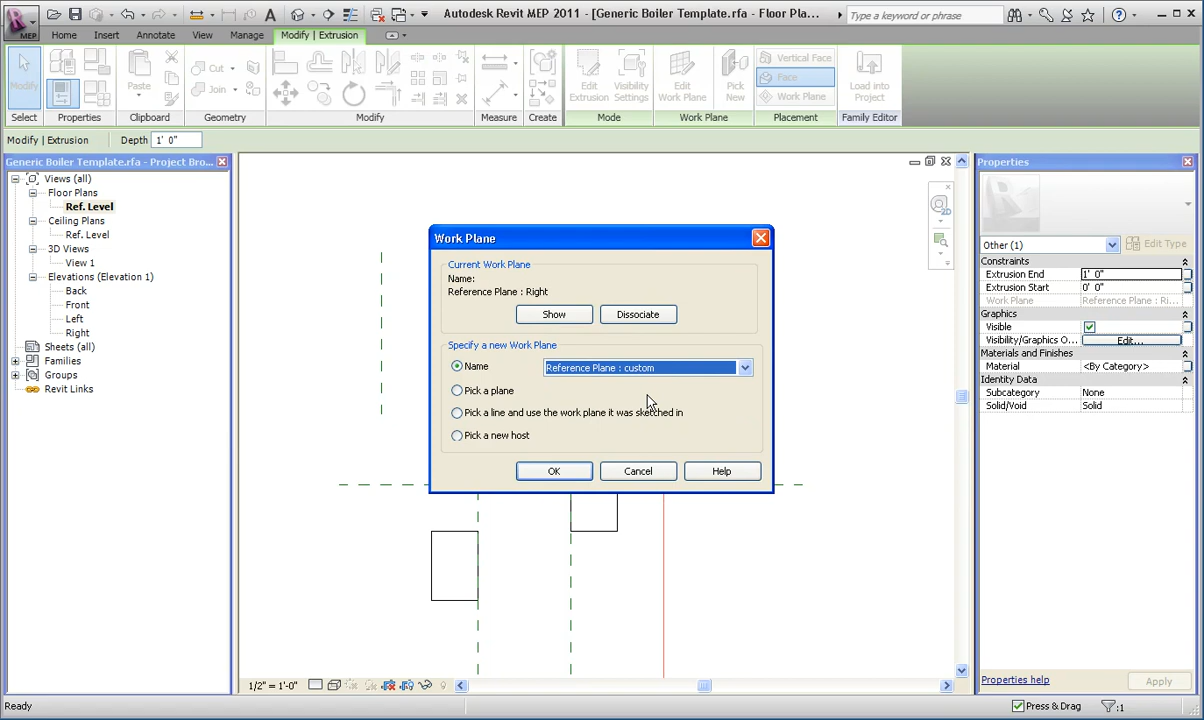 Autodesk Revit MEP 2011 - [Generic Boiler Template.rfa - Floor Pla...
Type a keyword or phrase
MEP
Home
Insert
Annotate
View
Manage
Modify | Extrusion
Modify
Paste
Cut
Join
Edit Extrusion
Visibility Settings
Edit Work Plane
Pick New
Vertical Face
Face
Work Plane
Load into Project
Select
Properties
Clipboard
Geometry
Modify
Measure
Create
Mode
Work Plane
Placement
Family Editor
Modify | Extrusion
Depth
1' 0"
Generic Boiler Template.rfa - Project Bro...
Views (all)
Floor Plans
Ref. Level
Ceiling Plans
Ref. Level
3D Views
View 1
Elevations (Elevation 1)
Back
Front
Left
Right
Sheets (all)
Families
Groups
Revit Links
2D
Work Plane
Current Work Plane
Name:
Reference Plane : Right
Show
Dissociate
Specify a new Work Plane
Name
Reference Plane : custom
Pick a plane
Pick a line and use the work plane it was sketched in
Pick a new host
OK
Cancel
Help
Properties
Other (1)
Edit Type
Constraints
Extrusion End
1' 0"
Extrusion Start
0' 0"
Work Plane
Reference Plane : Ri...
Graphics
Visible
Visibility/Graphics O...
Edit...
Materials and Finishes
Material
<By Category>
Identity Data
Subcategory
None
Solid/Void
Solid
Properties help
Apply
1/2" = 1'-0"
Ready
Press & Drag
:1